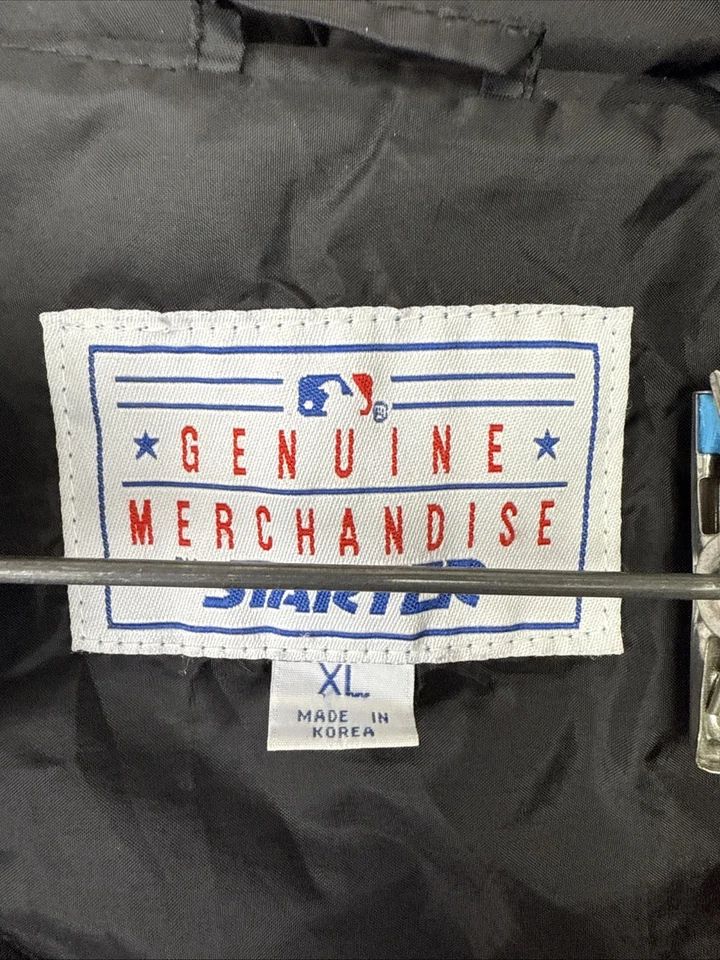 GENUINE
MERCHANDISE
STARTER
XL
MADE IN
KOREA